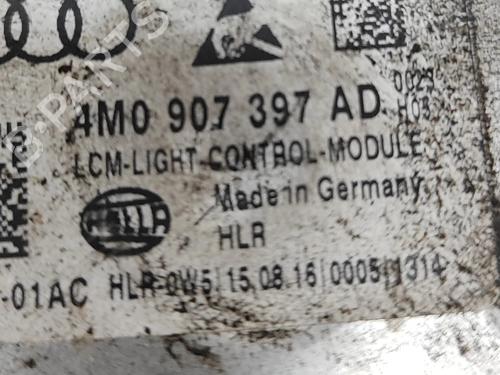 4M0 907 397 AD
0023
H03
LCM-LIGHT-CONTROL-MODULE
Made in Germany
HELLA
HLR
-01AC HLR-0W5|15.08.16|0005|1314